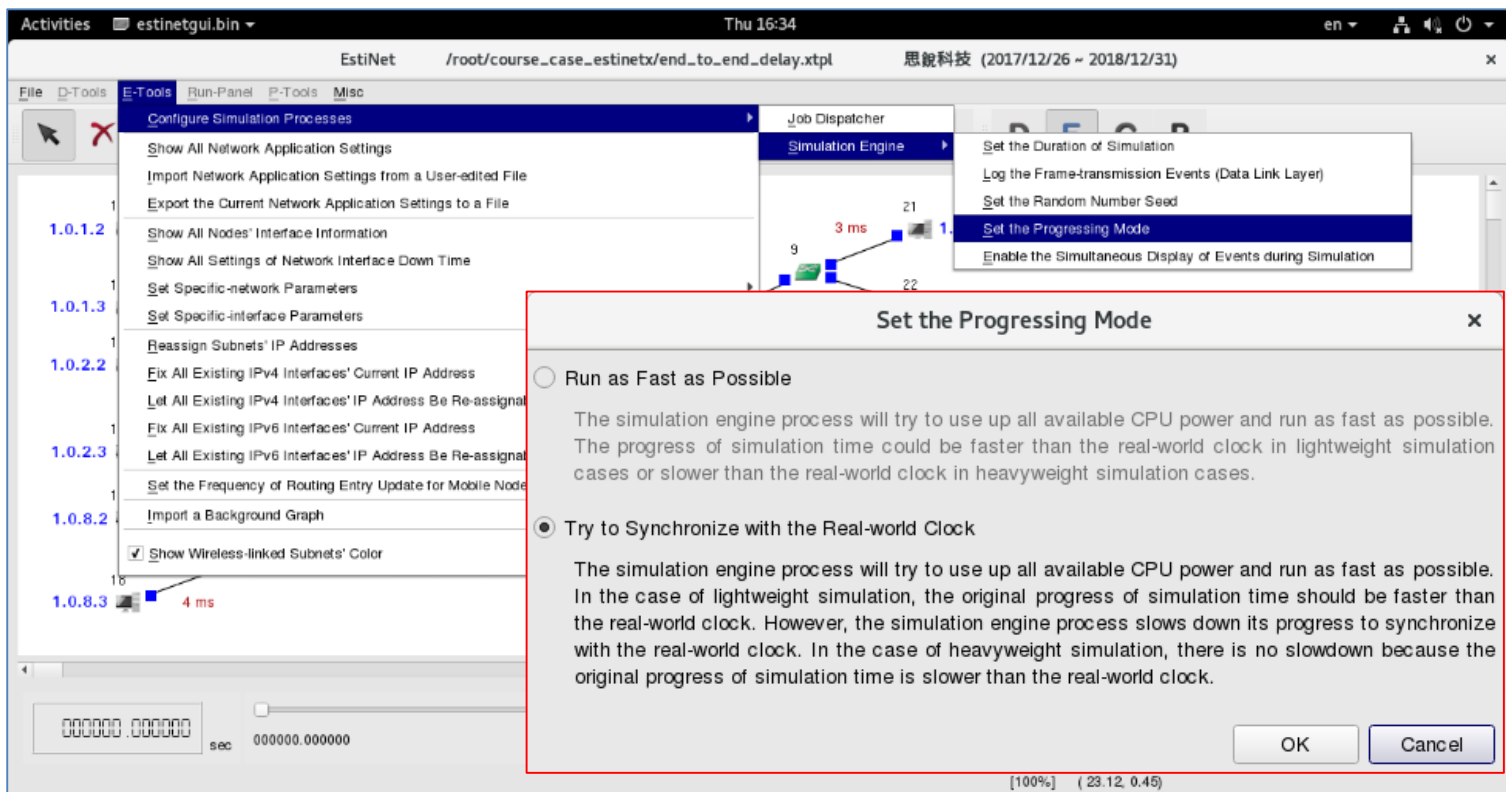 Activities estinetgui.bin Thu 16:34 en
EstiNet /root/course_case_estinetx/end_to_end_delay.xtpl 思銳科技 (2017/12/26 ~ 2018/12/31) ×
File D-Tools E-Tools Run-Panel P-Tools Misc
Configure Simulation Processes
Show All Network Application Settings
Import Network Application Settings from a User-edited File
Export the Current Network Application Settings to a File
Show All Nodes' Interface Information
Show All Settings of Network Interface Down Time
Set Specific-network Parameters
Set Specific-interface Parameters
Reassign Subnets' IP Addresses
Fix All Existing IPv4 Interfaces' Current IP Address
Let All Existing IPv4 Interfaces' IP Address Be Re-assignal
Fix All Existing IPv6 Interfaces' Current IP Address
Let All Existing IPv6 Interfaces' IP Address Be Re-assignal
Set the Frequency of Routing Entry Update for Mobile Node
Import a Background Graph
Show Wireless-linked Subnets' Color
Job Dispatcher
Simulation Engine
Set the Duration of Simulation
Log the Frame-transmission Events (Data Link Layer)
Set the Random Number Seed
Set the Progressing Mode
Enable the Simultaneous Display of Events during Simulation
1.0.1.2
1.0.1.3
1.0.2.2
1.0.2.3
1.0.8.2
18
1.0.8.3
4 ms
21
3 ms
1.
9
22
Set the Progressing Mode ×
Run as Fast as Possible
The simulation engine process will try to use up all available CPU power and run as fast as possible.
The progress of simulation time could be faster than the real-world clock in lightweight simulation
cases or slower than the real-world clock in heavyweight simulation cases.
Try to Synchronize with the Real-world Clock
The simulation engine process will try to use up all available CPU power and run as fast as possible.
In the case of lightweight simulation, the original progress of simulation time should be faster than
the real-world clock. However, the simulation engine process slows down its progress to synchronize
with the real-world clock. In the case of heavyweight simulation, there is no slowdown because the
original progress of simulation time is slower than the real-world clock.
OK Cancel
000000.000000 sec 000000.000000
[100%] ( 23.12, 0.45)